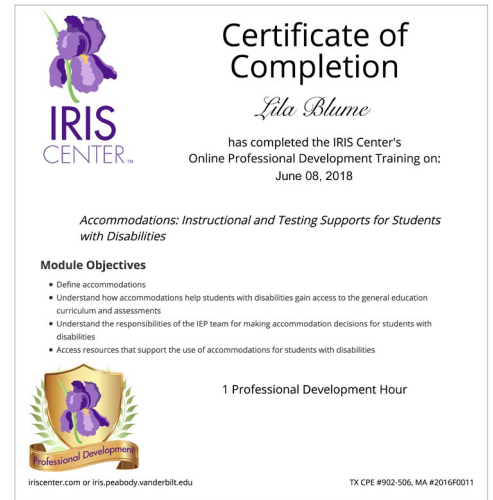 IRIS
CENTER™
Certificate of
Completion
Lila Blume
has completed the IRIS Center's
Online Professional Development Training on:
June 08, 2018
Accommodations: Instructional and Testing Supports for Students
with Disabilities
Module Objectives
• Define accommodations
• Understand how accommodations help students with disabilities gain access to the general education
curriculum and assessments
• Understand the responsibilities of the IEP team for making accommodation decisions for students with
disabilities
• Access resources that support the use of accommodations for students with disabilities
1 Professional Development Hour
Professional Development
iriscenter.com or iris.peabody.vanderbilt.edu
TX CPE #902-506, MA #2016F0011